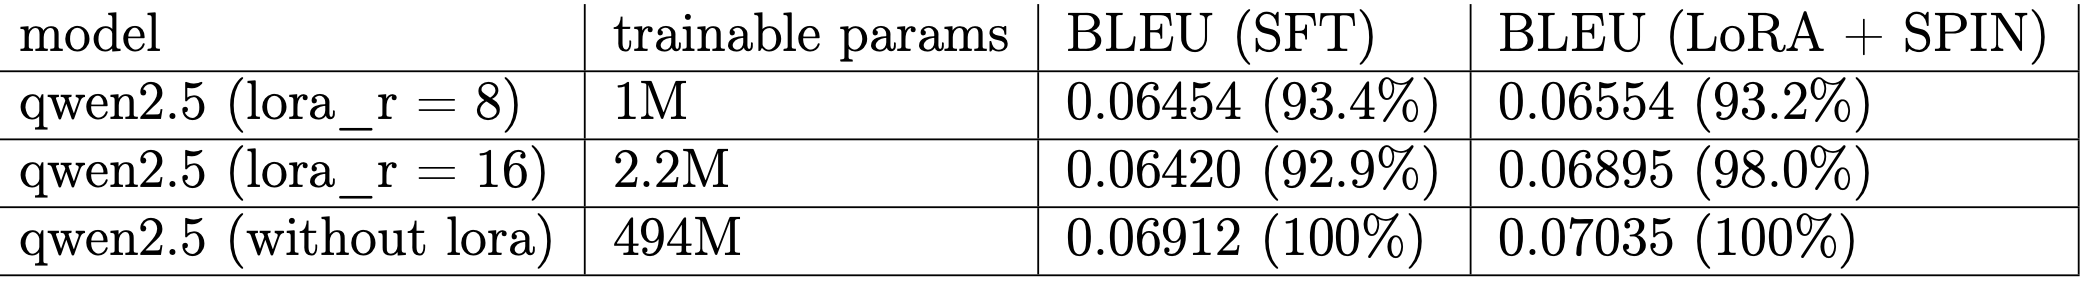 model trainable params BLEU (SFT) BLEU (LoRA + SPIN)
qwen2.5 (lora_r = 8) 1M 0.06454 (93.4%) 0.06554 (93.2%)
qwen2.5 (lora_r = 16) 2.2M 0.06420 (92.9%) 0.06895 (98.0%)
qwen2.5 (without lora) 494M 0.06912 (100%) 0.07035 (100%)